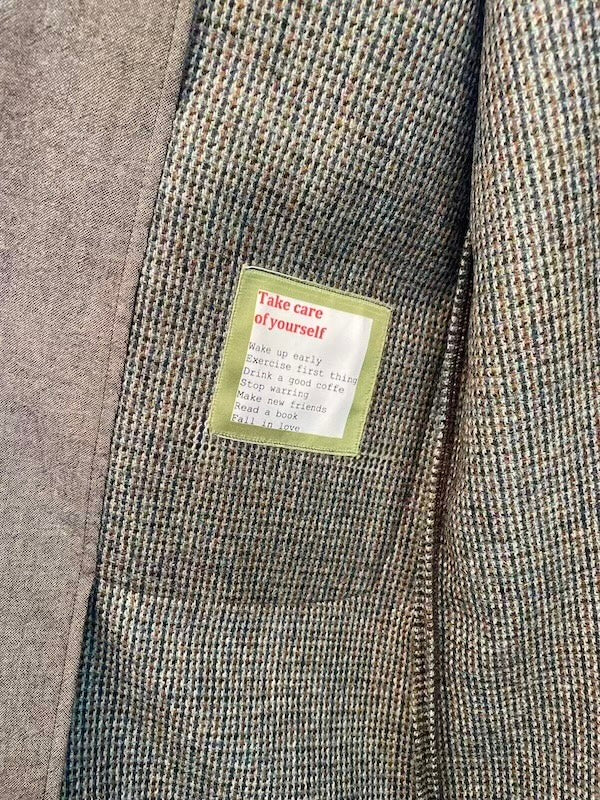 Take care
of yourself
Wake up early
Exercise first thing
Drink a good coffe
Stop warring
Make new friends
Read a book
Fall in love